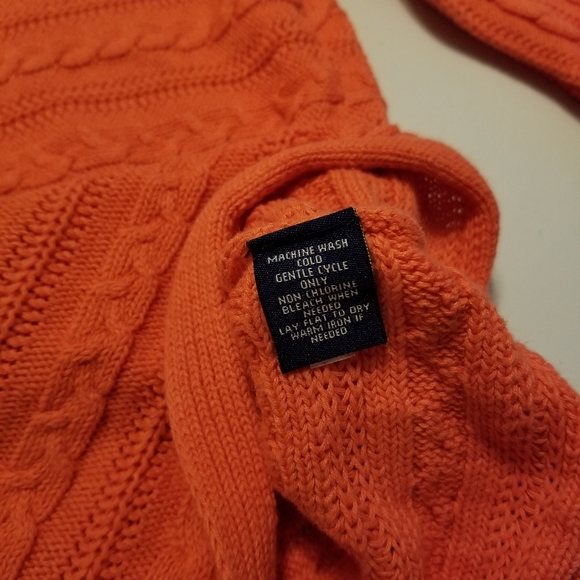 MACHINE WASH
COLD
GENTLE CYCLE
ONLY
NON-CHLORINE
BLEACH WHEN
NEEDED
LAY FLAT TO DRY
WARM IRON IF
NEEDED